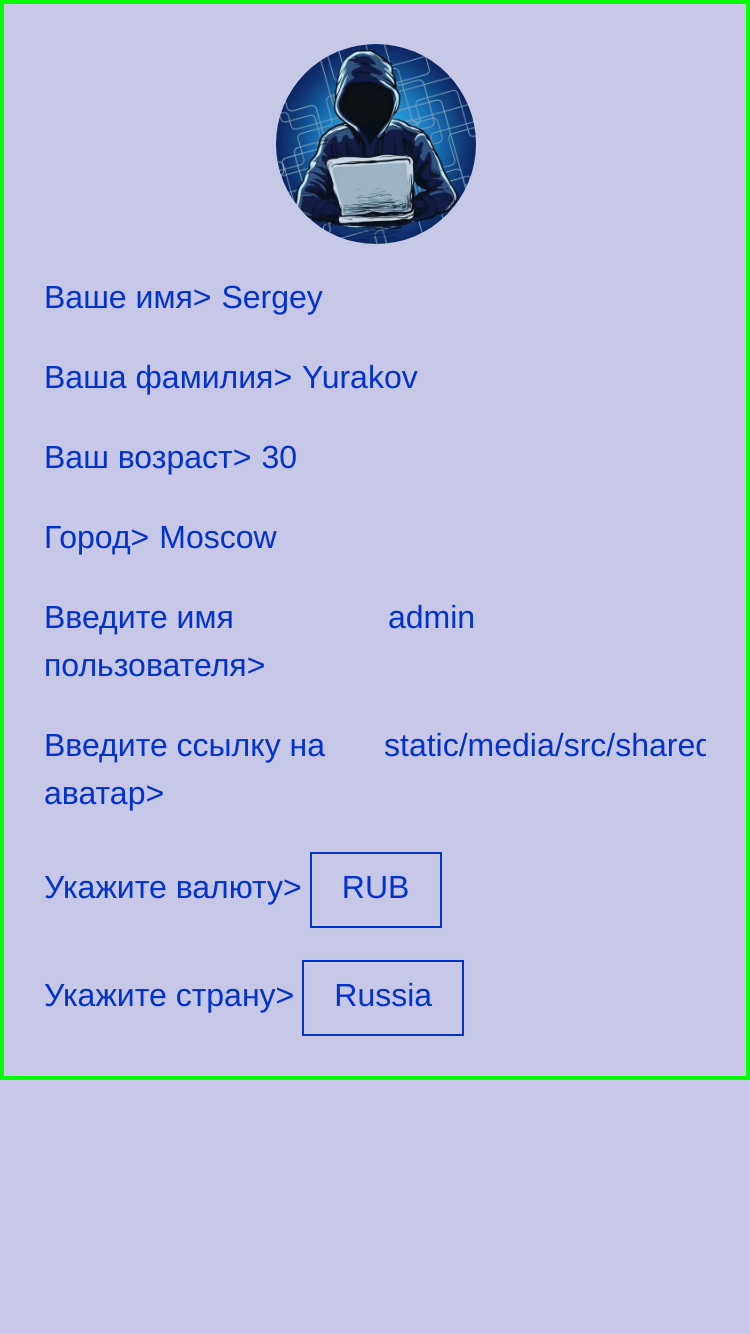 Ваше имя> Sergey
Ваша фамилия> Yurakov
Ваш возраст> 30
Город> Moscow
Введите имя admin
пользователя>
Введите ссылку на static/media/src/shared
аватар>
Укажите валюту> RUB
Укажите страну> Russia